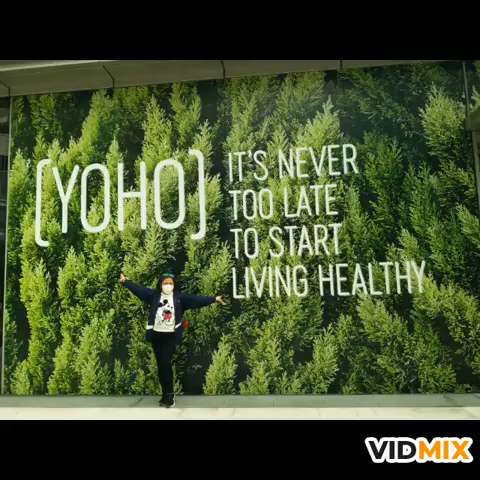 [YOHO]
IT'S NEVER
TOO LATE
TO START
LIVING HEALTHY
VIDMIX